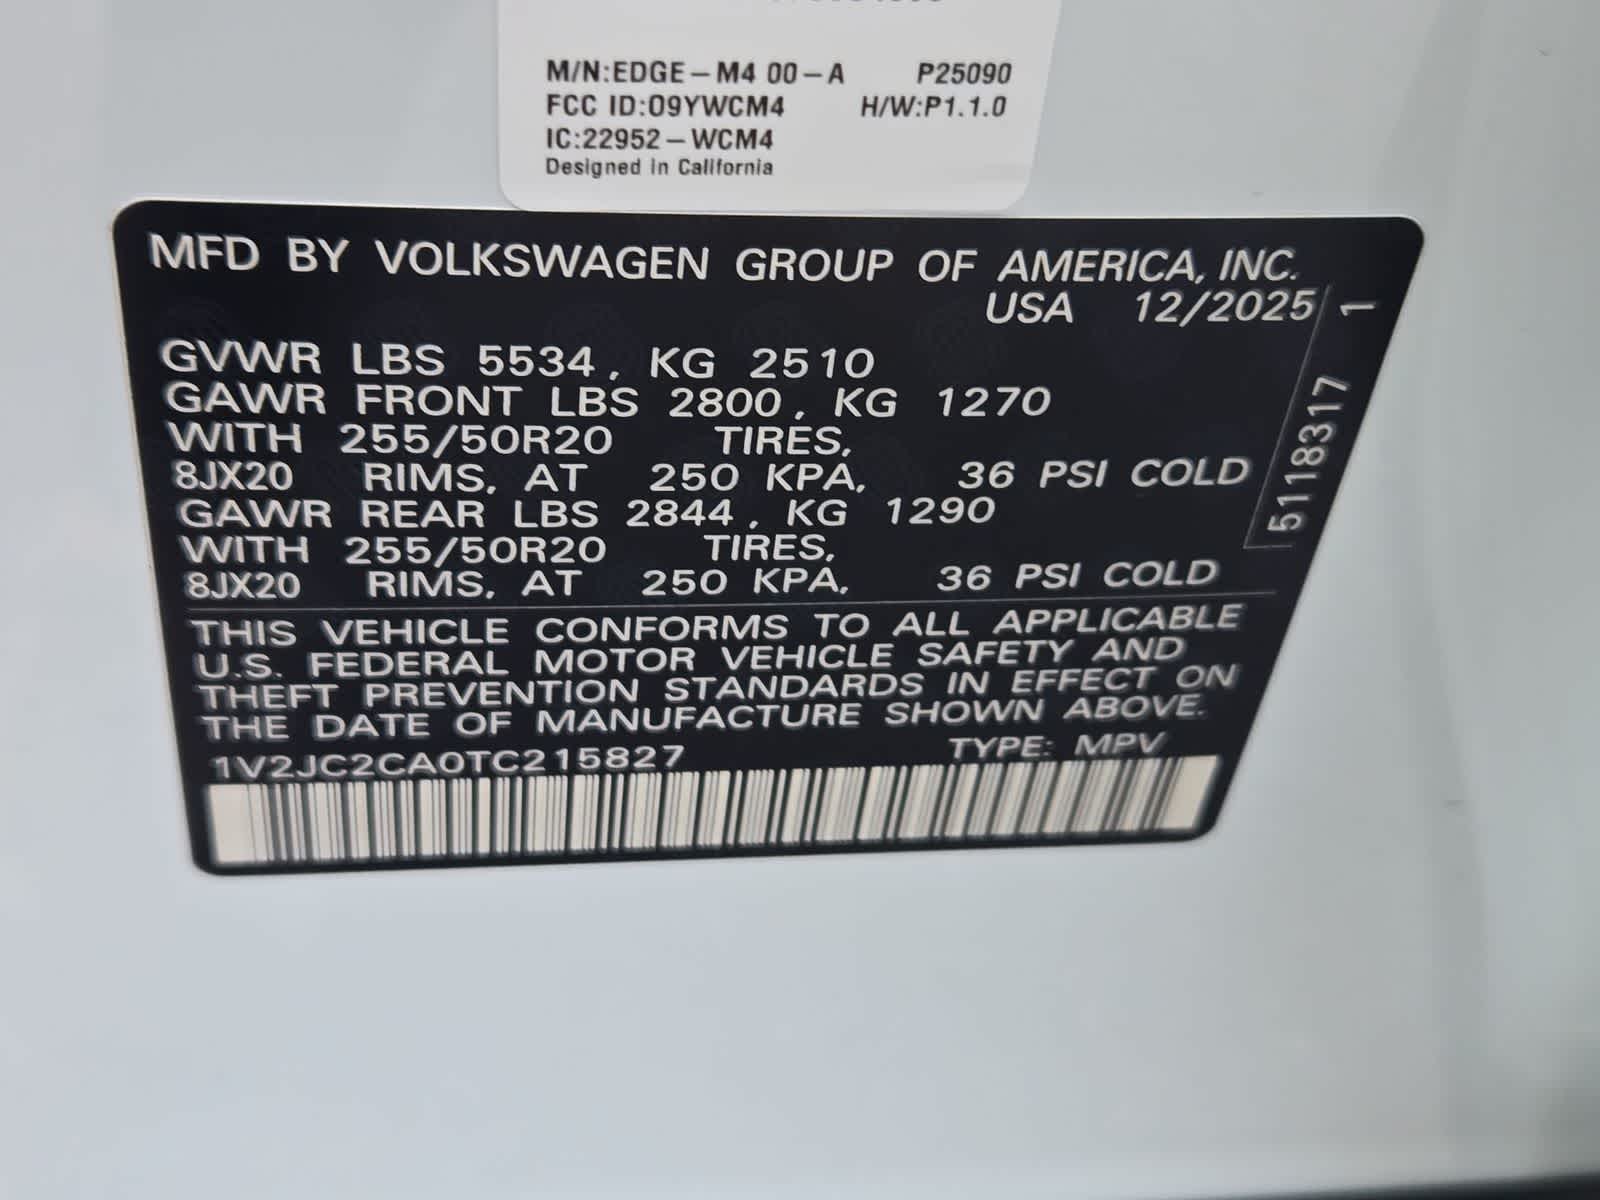 M/N:EDGE-M4 00-A P25090
FCC ID:O9YWCM4 H/W:P1.1.0
IC:22952-WCM4
Designed in California
MFD BY VOLKSWAGEN GROUP OF AMERICA, INC.
USA 12/2025
GVWR LBS 5534, KG 2510
GAWR FRONT LBS 2800, KG 1270
WITH 255/50R20 TIRES,
8JX20 RIMS, AT 250 KPA, 36 PSI COLD
GAWR REAR LBS 2844, KG 1290
WITH 255/50R20 TIRES,
8JX20 RIMS, AT 250 KPA, 36 PSI COLD
5118317 1
THIS VEHICLE CONFORMS TO ALL APPLICABLE
U.S. FEDERAL MOTOR VEHICLE SAFETY AND
THEFT PREVENTION STANDARDS IN EFFECT ON
THE DATE OF MANUFACTURE SHOWN ABOVE.
1V2JC2CA0TC215827 TYPE: MPV